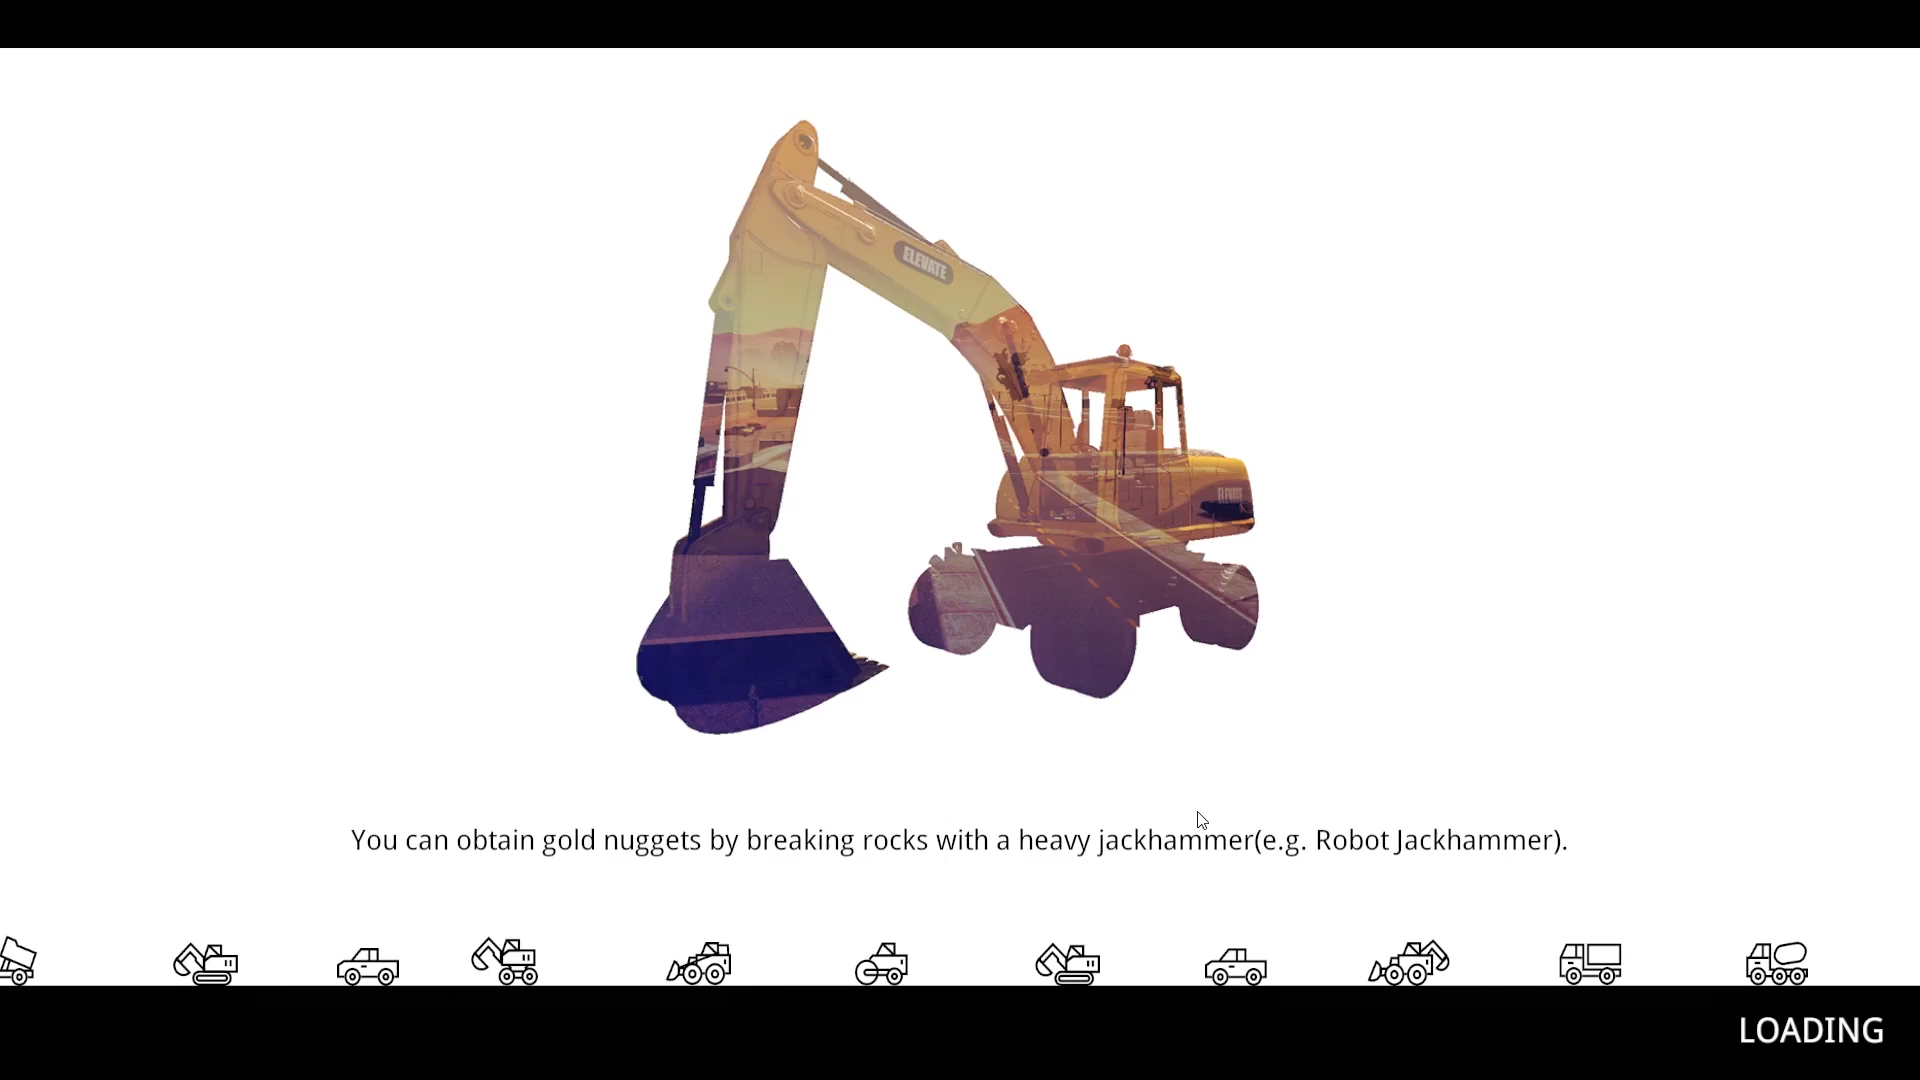 ELEVATE
ELEVATE
You can obtain gold nuggets by breaking rocks with a heavy jackhammer(e.g. Robot Jackhammer).
LOADING